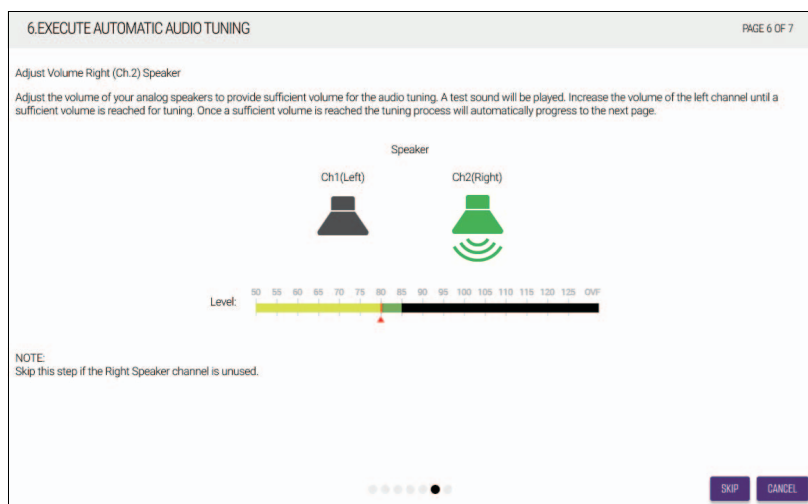 6.EXECUTE AUTOMATIC AUDIO TUNING PAGE 6 OF 7
Adjust Volume Right (Ch.2) Speaker
Adjust the volume of your analog speakers to provide sufficient volume for the audio tuning. A test sound will be played. Increase the volume of the left channel until a
sufficient volume is reached for tuning. Once a sufficient volume is reached the tuning process will automatically progress to the next page.
Speaker
Ch1(Left) Ch2(Right)
50 55 60 65 70 75 80 85 90 95 100 105 110 115 120 125 OVF
Level:
NOTE:
Skip this step if the Right Speaker channel is unused.
SKIP CANCEL